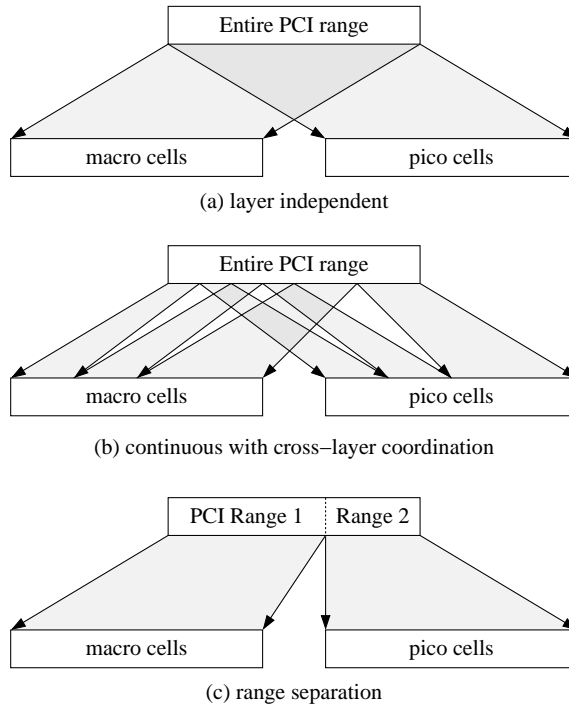 Entire PCI range
macro cells
pico cells
(a) layer independent
Entire PCI range
macro cells
pico cells
(b) continuous with cross−layer coordination
PCI Range 1
Range 2
macro cells
pico cells
(c) range separation